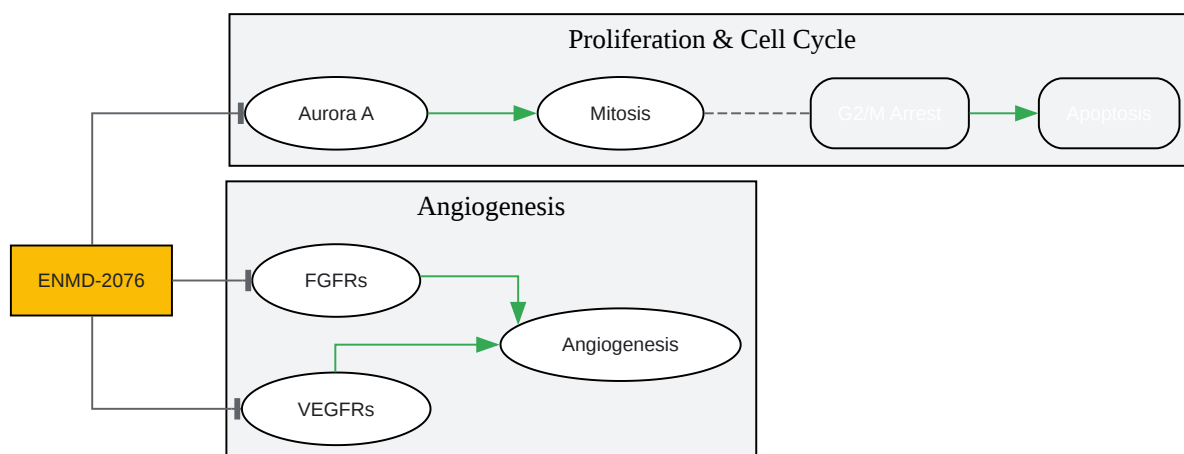 Proliferation & Cell Cycle
Aurora A
Mitosis
G2/M Arrest
Apoptosis
Angiogenesis
ENMD-2076
FGFRs
Angiogenesis
VEGFRs